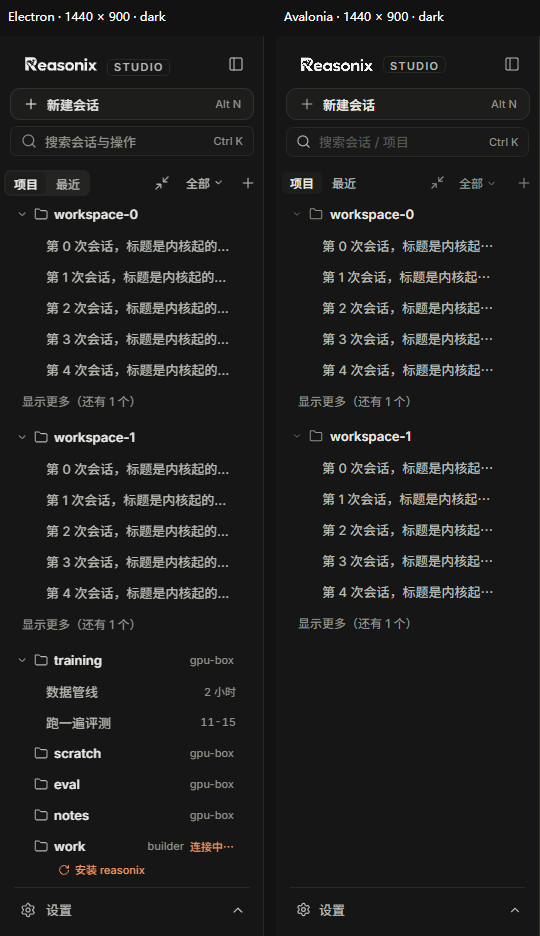 Electron · 1440 × 900 · dark
Reasonix STUDIO
新建会话 Alt N
搜索会话与操作 Ctrl K
项目 最近 全部
workspace-0
第 0 次会话，标题是内核起的...
第 1 次会话，标题是内核起的...
第 2 次会话，标题是内核起的...
第 3 次会话，标题是内核起的...
第 4 次会话，标题是内核起的...
显示更多（还有 1 个）
workspace-1
第 0 次会话，标题是内核起的...
第 1 次会话，标题是内核起的...
第 2 次会话，标题是内核起的...
第 3 次会话，标题是内核起的...
第 4 次会话，标题是内核起的...
显示更多（还有 1 个）
training gpu-box
数据管线 2 小时
跑一遍评测 11-15
scratch gpu-box
eval gpu-box
notes gpu-box
work builder 连接中···
安装 reasonix
设置
Avalonia · 1440 × 900 · dark
Reasonix STUDIO
新建会话 Alt N
搜索会话 / 项目 Ctrl K
项目 最近 全部
workspace-0
第 0 次会话，标题是内核起···
第 1 次会话，标题是内核起···
第 2 次会话，标题是内核起···
第 3 次会话，标题是内核起···
第 4 次会话，标题是内核起···
显示更多（还有 1 个）
workspace-1
第 0 次会话，标题是内核起···
第 1 次会话，标题是内核起···
第 2 次会话，标题是内核起···
第 3 次会话，标题是内核起···
第 4 次会话，标题是内核起···
显示更多（还有 1 个）
设置